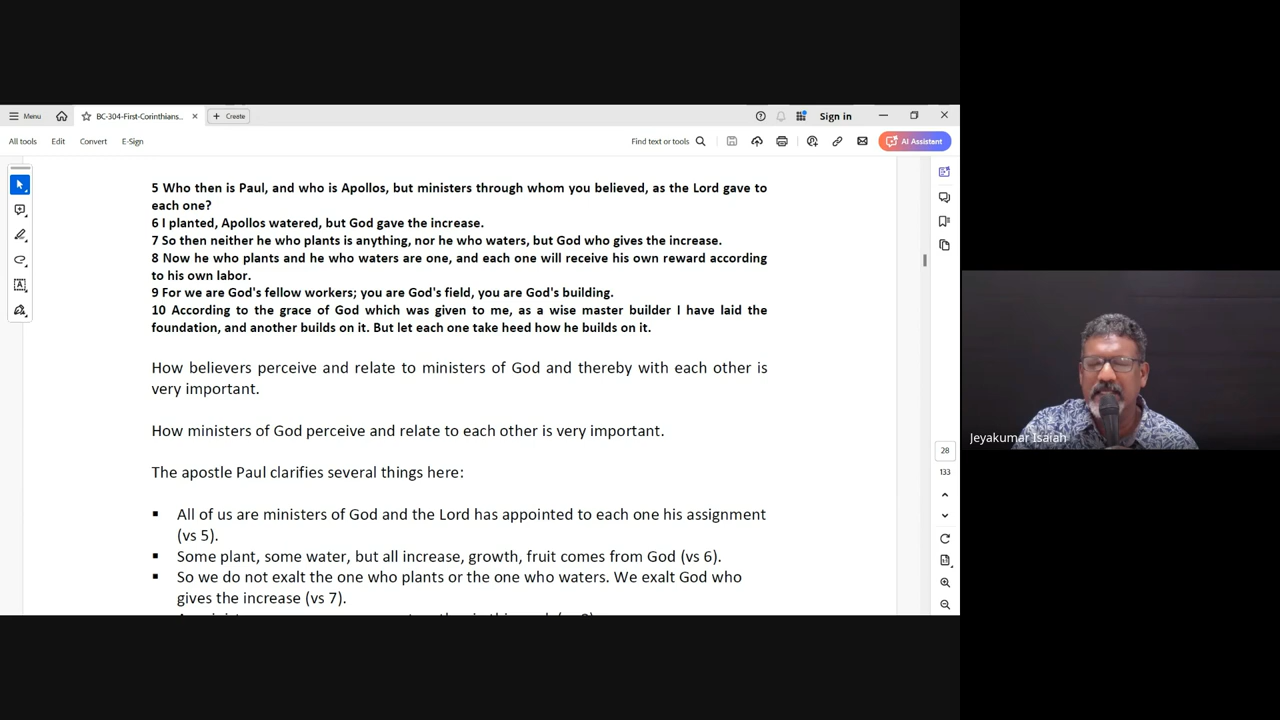 Menu
BC-304-First-Corinthians...
Create
Sign in
All tools
Edit
Convert
E-Sign
Find text or tools
AI Assistant
5 Who then is Paul, and who is Apollos, but ministers through whom you believed, as the Lord gave to
each one?
6 I planted, Apollos watered, but God gave the increase.
7 So then neither he who plants is anything, nor he who waters, but God who gives the increase.
8 Now he who plants and he who waters are one, and each one will receive his own reward according
to his own labor.
9 For we are God's fellow workers; you are God's field, you are God's building.
10 According to the grace of God which was given to me, as a wise master builder I have laid the
foundation, and another builds on it. But let each one take heed how he builds on it.
How believers perceive and relate to ministers of God and thereby with each other is
very important.
How ministers of God perceive and relate to each other is very important.
The apostle Paul clarifies several things here:
▪ All of us are ministers of God and the Lord has appointed to each one his assignment
(vs 5).
▪ Some plant, some water, but all increase, growth, fruit comes from God (vs 6).
▪ So we do not exalt the one who plants or the one who waters. We exalt God who
gives the increase (vs 7).
28
133
Jeyakumar Isaiah